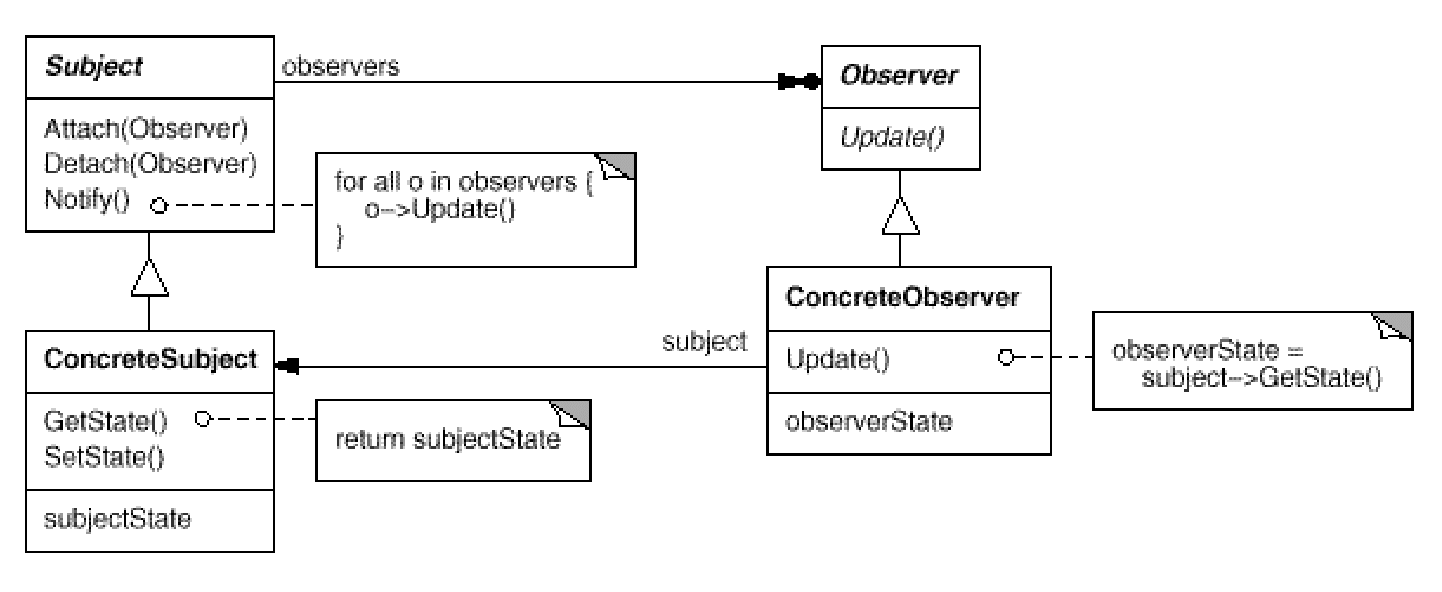 Subject
Attach(Observer)
Detach(Observer)
Notify()
observers
Observer
Update()
for all o in observers {
o->Update()
}
ConcreteSubject
GetState()
SetState()
subjectState
return subjectState
subject
ConcreteObserver
Update()
observerState
observerState =
subject->GetState()